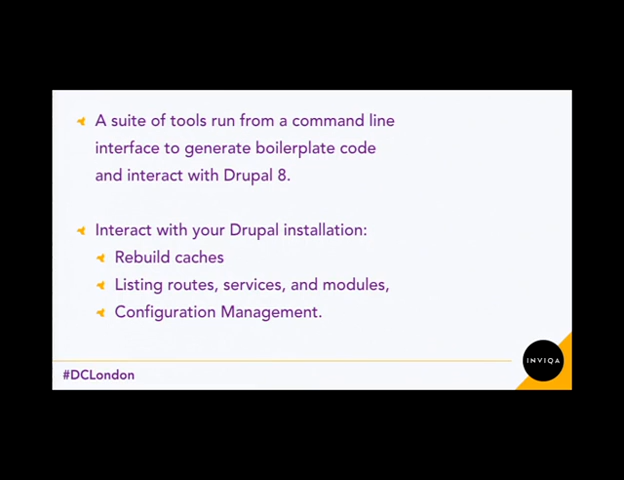 A suite of tools run from a command line
interface to generate boilerplate code
and interact with Drupal 8.
Interact with your Drupal installation:
Rebuild caches
Listing routes, services, and modules,
Configuration Management.
INVIQA
#DCLondon